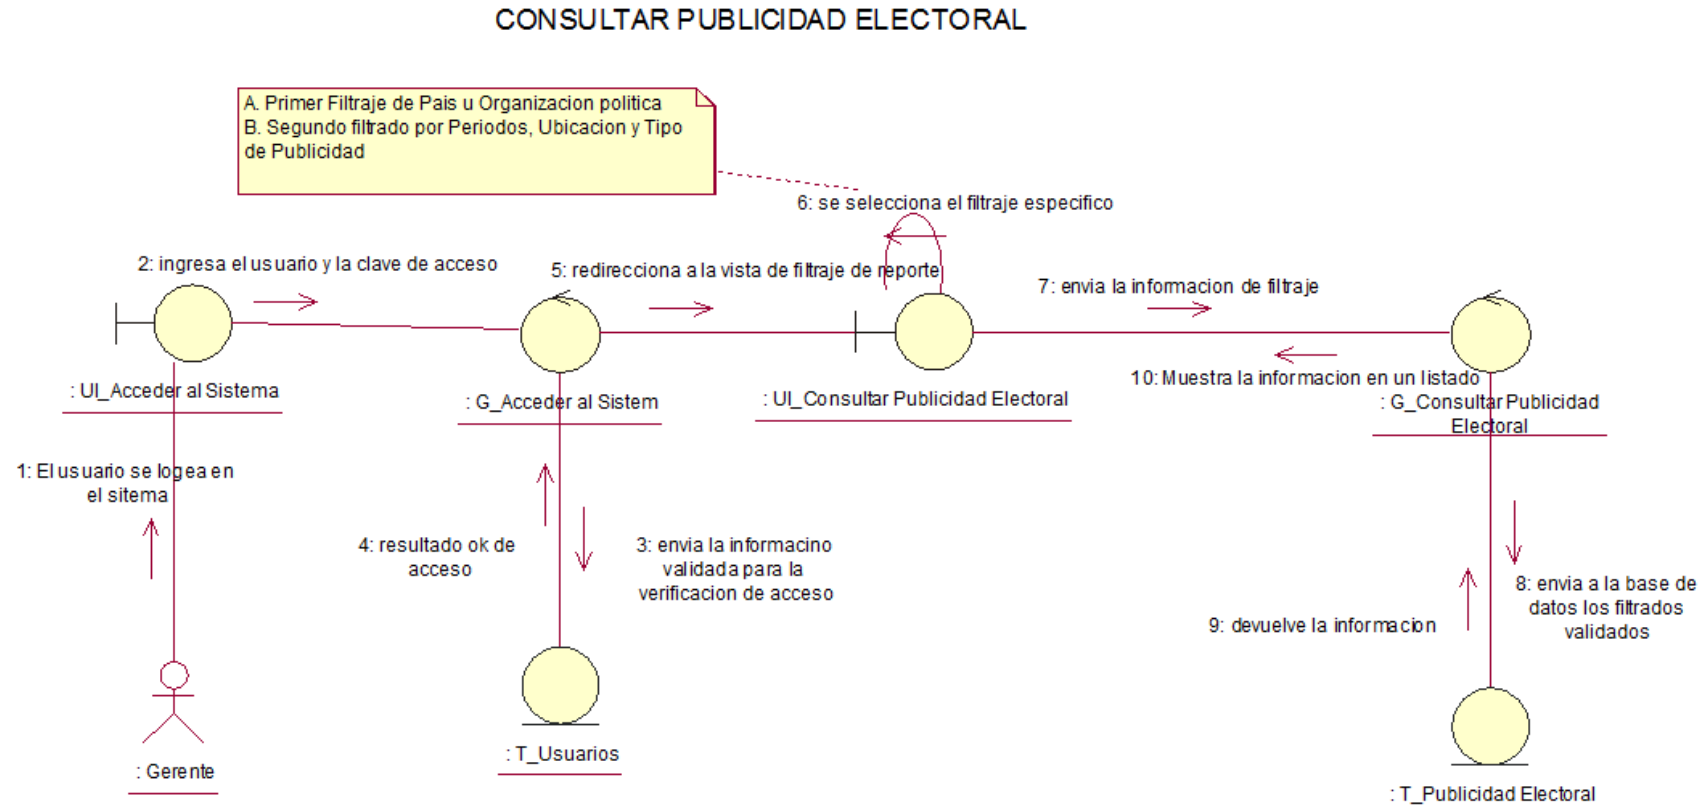 CONSULTAR PUBLICIDAD ELECTORAL
A. Primer Filtraje de Pais u Organizacion politica
B. Segundo filtrado por Periodos, Ubicacion y Tipo
de Publicidad
6: se selecciona el filtraje especifico
2: ingresa el usuario y la clave de acceso
5: redirecciona a la vista de filtraje de reporte
7: envia la informacion de filtraje
10: Muestra la informacion en un listado
: UI_Acceder al Sistema
: G_Acceder al Sistem
: UI_Consultar Publicidad Electoral
: G_Consultar Publicidad
Electoral
1: El usuario se logea en
el sitema
4: resultado ok de
acceso
3: envia la informacino
validada para la
verificacion de acceso
8: envia a la base de
datos los filtrados
validados
9: devuelve la informacion
: Gerente
: T_Usuarios
: T_Publicidad Electoral